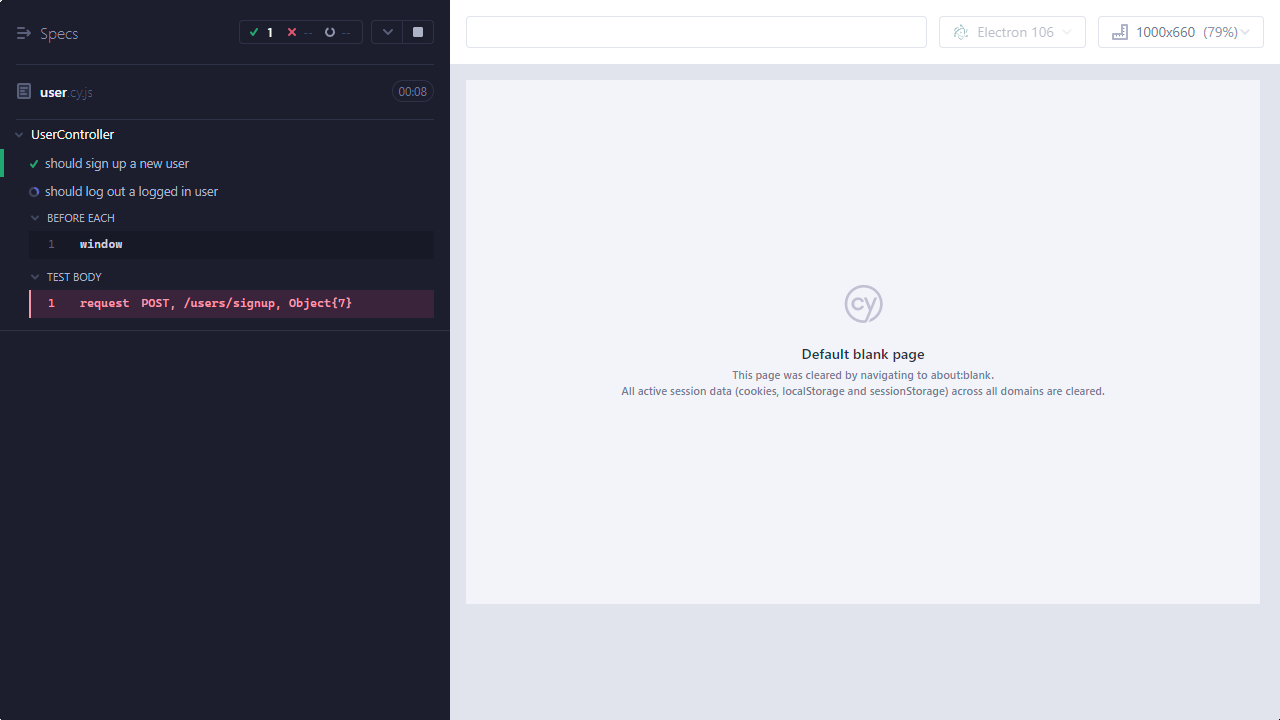 Specs
1 -- --
user.cy.js 00:08
UserController
should sign up a new user
should log out a logged in user
BEFORE EACH
1 window
TEST BODY
1 request POST, /users/signup, Object{7}
Electron 106
1000x660 (79%)
cy
Default blank page
This page was cleared by navigating to about:blank.
All active session data (cookies, localStorage and sessionStorage) across all domains are cleared.